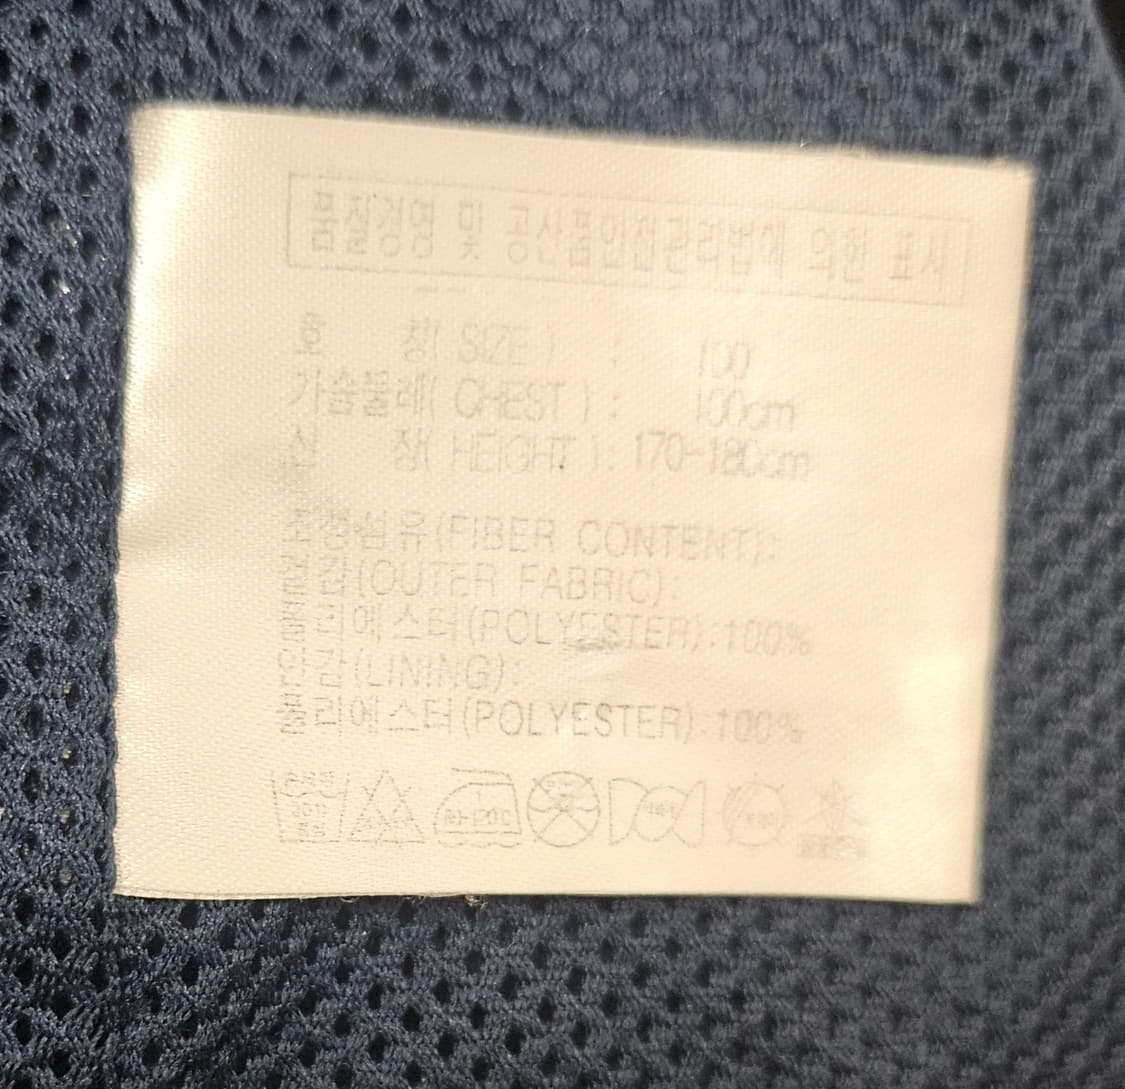 품질경영 및 공산품안전관리법에 의한 표시
호 칭( SIZE ) : 100
가슴둘레( CHEST ) : 100cm
신 장( HEIGHT ) : 170-180cm
조성섬유(FIBER CONTENT):
겉감(OUTER FABRIC):
폴리에스터(POLYESTER):100%
안감(LINING):
폴리에스터(POLYESTER):100%